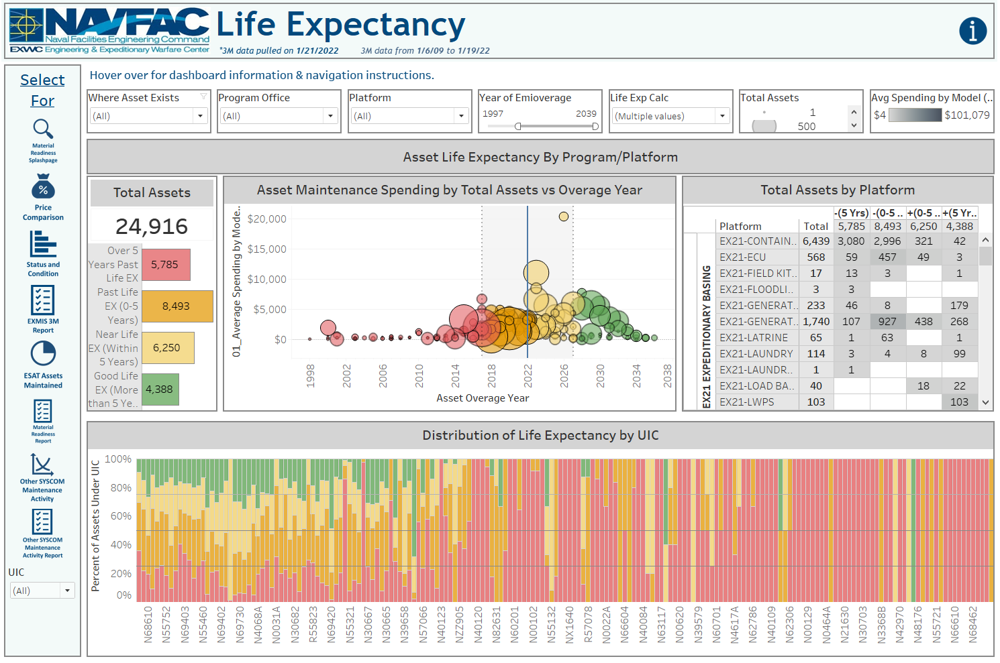 NAVFAC
Naval Facilities Engineering Command
EXWC Engineering & Expeditionary Warfare Center
Life Expectancy
*3M data pulled on 1/21/2022
3M data from 1/6/09 to 1/19/22
i
Select
For
Material
Readiness
Splashpage
%
Price
Comparison
Status and
Condition
EXMIS 3M
Report
ESAT Assets
Maintained
Material
Readiness
Report
Other SYSCOM
Maintenance
Activity
Other SYSCOM
Maintenance
Activity Report
UIC
(All)
Hover over for dashboard information & navigation instructions.
Where Asset Exists
(All)
Program Office
(All)
Platform
(All)
Year of Emioverage
1997 2039
Life Exp Calc
(Multiple values)
Total Assets
1
500
Avg Spending by Model (..
$4 $101,079
Asset Life Expectancy By Program/Platform
Total Assets
24,916
Over 5
Years Past
Life EX
5,785
Past Life
EX (0-5
Years)
8,493
Near Life
EX (Within
5 Years)
6,250
Good Life
EX (More
than 5 Ye..
4,388
Asset Maintenance Spending by Total Assets vs Overage Year
01_Average Spending by Mode..
$20,000
$15,000
$10,000
$5,000
$0
1998 2002 2006 2010 2014 2018 2022 2026 2030 2034 2038
Asset Overage Year
Total Assets by Platform
-(5 Yrs) -(0-5 .. +(0-5 .. +(5 Yr..
Platform Total 5,785 8,493 6,250 4,388
EX21 EXPEDITIONARY BASING
EX21-CONTAIN.. 6,439 3,080 2,996 321 42
EX21-ECU 568 59 457 49 3
EX21-FIELD KIT.. 17 13 3 1
EX21-FLOODLI.. 3 3
EX21-GENERAT.. 233 46 8 179
EX21-GENERAT.. 1,740 107 927 438 268
EX21-LATRINE 65 1 63 1
EX21-LAUNDRY 114 3 4 8 99
EX21-LAUNDR.. 1 1
EX21-LOAD BA.. 40 18 22
EX21-LWPS 103 103
Distribution of Life Expectancy by UIC
Percent of Assets Under UIC
100%
80%
60%
40%
20%
0%
N68610 N55752 N69403 N55460 N69402 N69730 N4068A N0031A N30682 R55823 N69420 N55321 N30667 N30665 N39658 N57066 N40123 NZ2905 N40120 N82631 N60201 N00102 N55132 NX1640 R57078 N0022A N66604 N40084 N63117 N00620 N39579 N60701 N4617A N62786 N40109 N62306 N00129 N0464A N21630 N30703 N3368B N42970 N48176 N55721 N66610 N68462